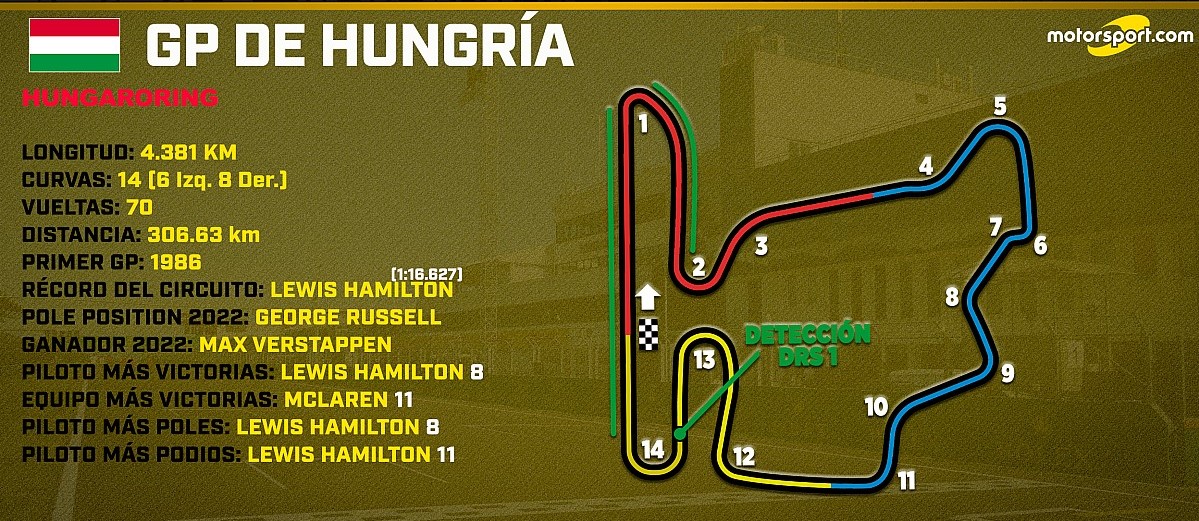 GP DE HUNGRÍA
motorsport.com
HUNGARORING
LONGITUD: 4.381 KM
CURVAS: 14 (6 Izq. 8 Der.)
VUELTAS: 70
DISTANCIA: 306.63 km
PRIMER GP: 1986
(1:16.627)
RÉCORD DEL CIRCUITO: LEWIS HAMILTON
POLE POSITION 2022: GEORGE RUSSELL
GANADOR 2022: MAX VERSTAPPEN
PILOTO MÁS VICTORIAS: LEWIS HAMILTON 8
EQUIPO MÁS VICTORIAS: MCLAREN 11
PILOTO MÁS POLES: LEWIS HAMILTON 8
PILOTO MÁS PODIOS: LEWIS HAMILTON 11
1
2
3
4
5
6
7
8
9
10
11
12
13
14
DETECCIÓN
DRS 1